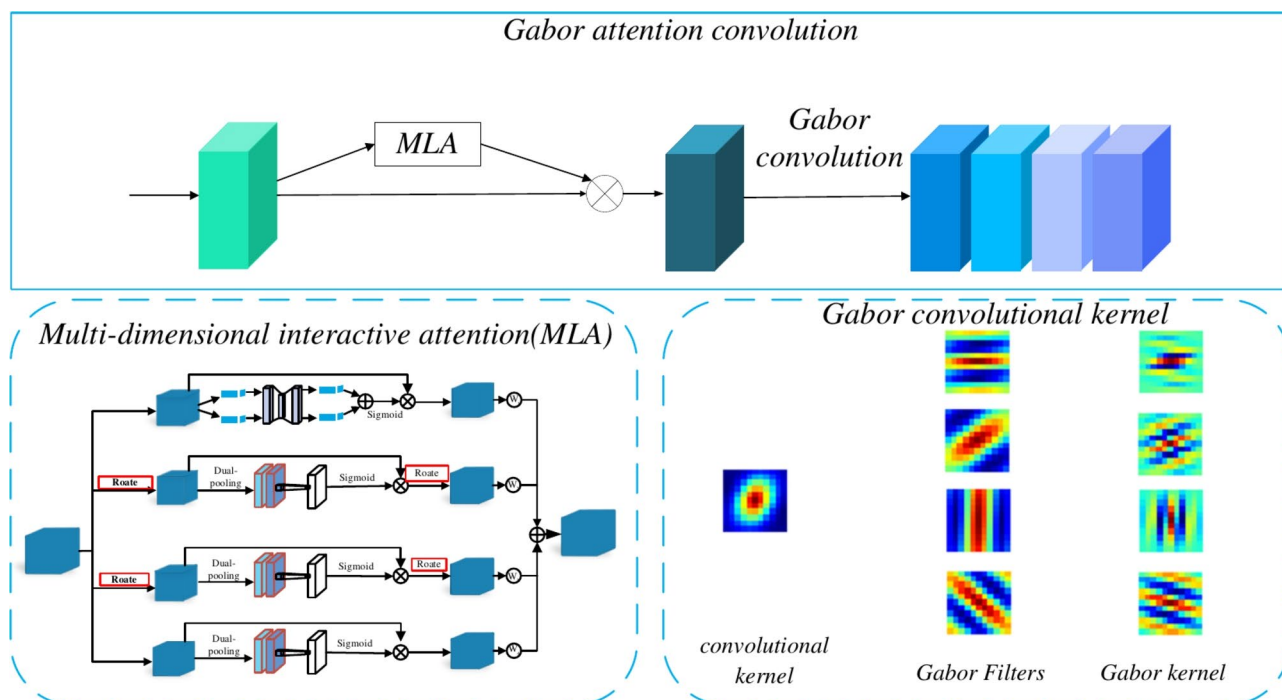 Gabor attention convolution
MLA
Gabor
convolution
Multi-dimensional interactive attention(MLA)
Sigmoid
W
Roate
Dual-
pooling
Sigmoid
Roate
W
Roate
Dual-
pooling
Sigmoid
Roate
W
Dual-
pooling
Sigmoid
W
Gabor convolutional kernel
convolutional
kernel
Gabor Filters
Gabor kernel